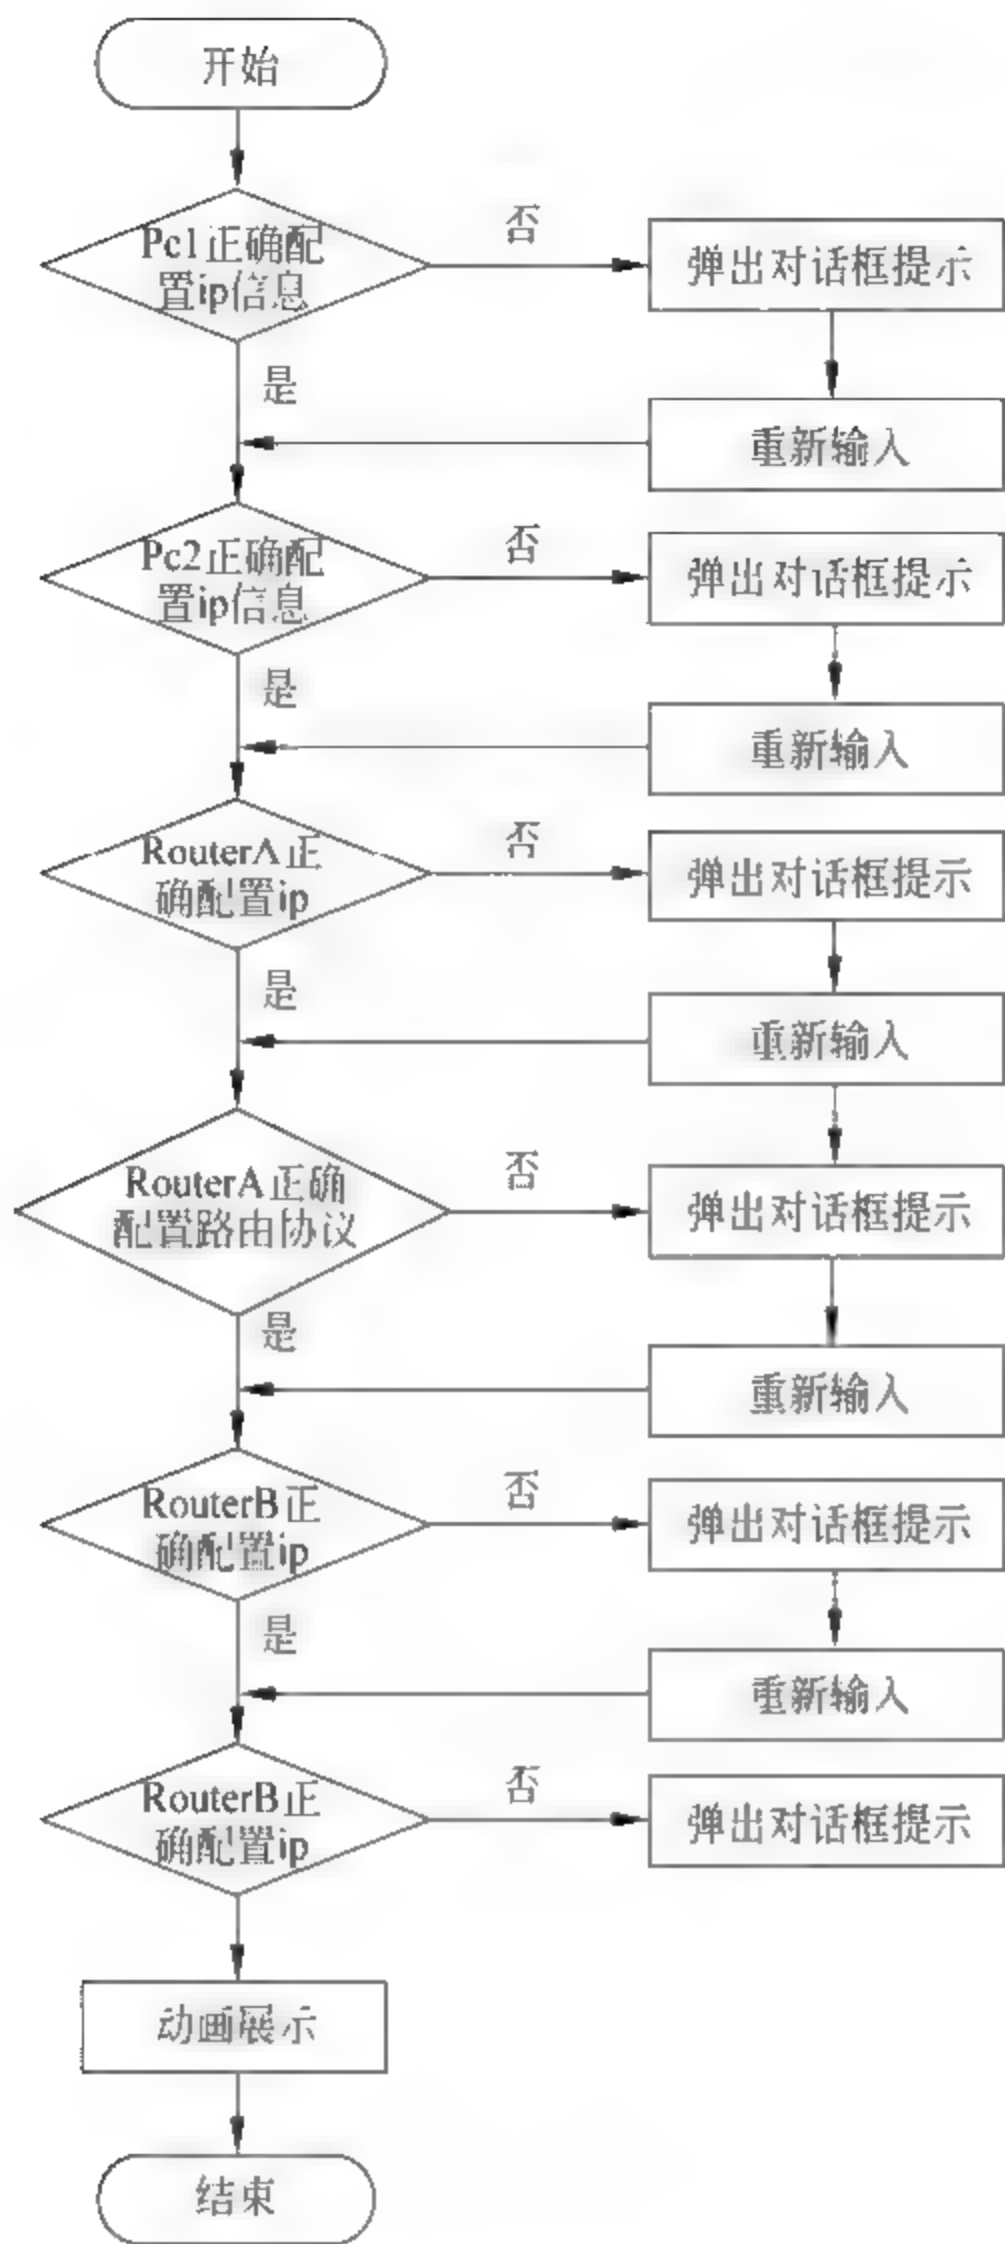 开始
Pc1正确配
置ip信息
否
弹出对话框提示
是
重新输入
Pc2正确配
置ip信息
否
弹出对话框提示
是
重新输入
RouterA正
确配置ip
否
弹出对话框提示
是
重新输入
RouterA正确
配置路由协议
否
弹出对话框提示
是
重新输入
RouterB正
确配置ip
否
弹出对话框提示
是
重新输入
RouterB正
确配置ip
否
弹出对话框提示
动画展示
结束